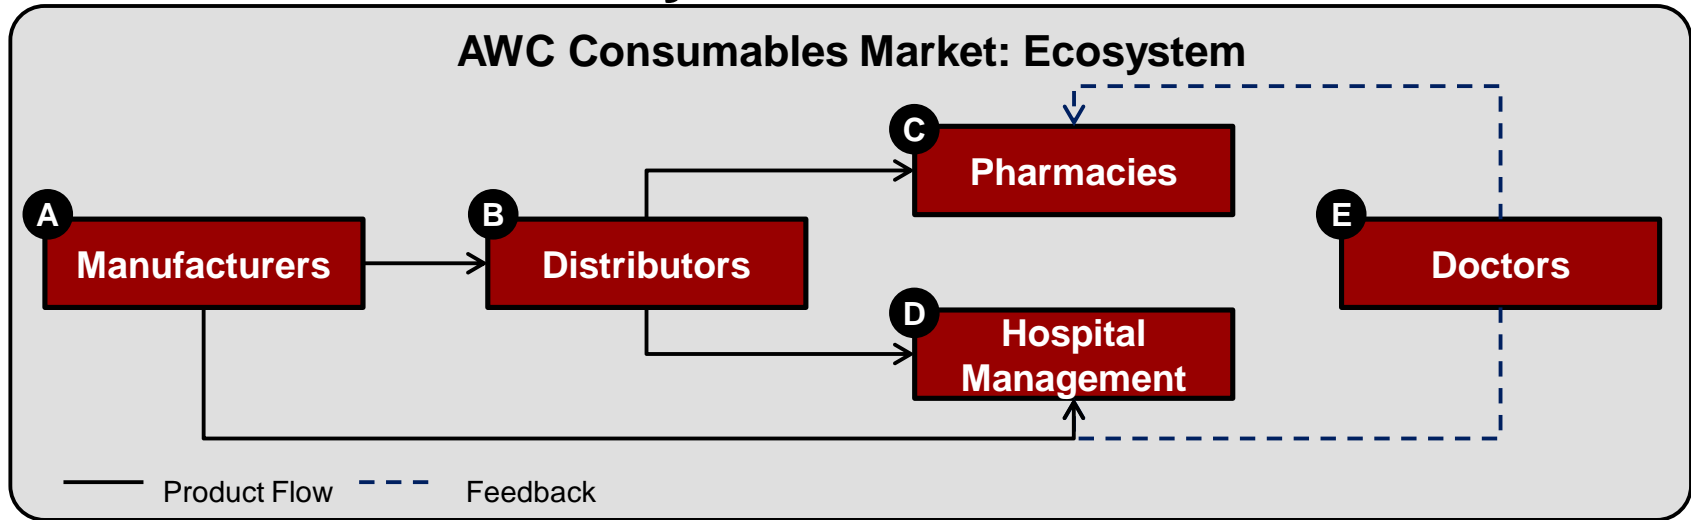 AWC Consumables Market: Ecosystem
C
Pharmacies
A
Manufacturers
B
Distributors
E
Doctors
D
Hospital
Management
Product Flow
Feedback